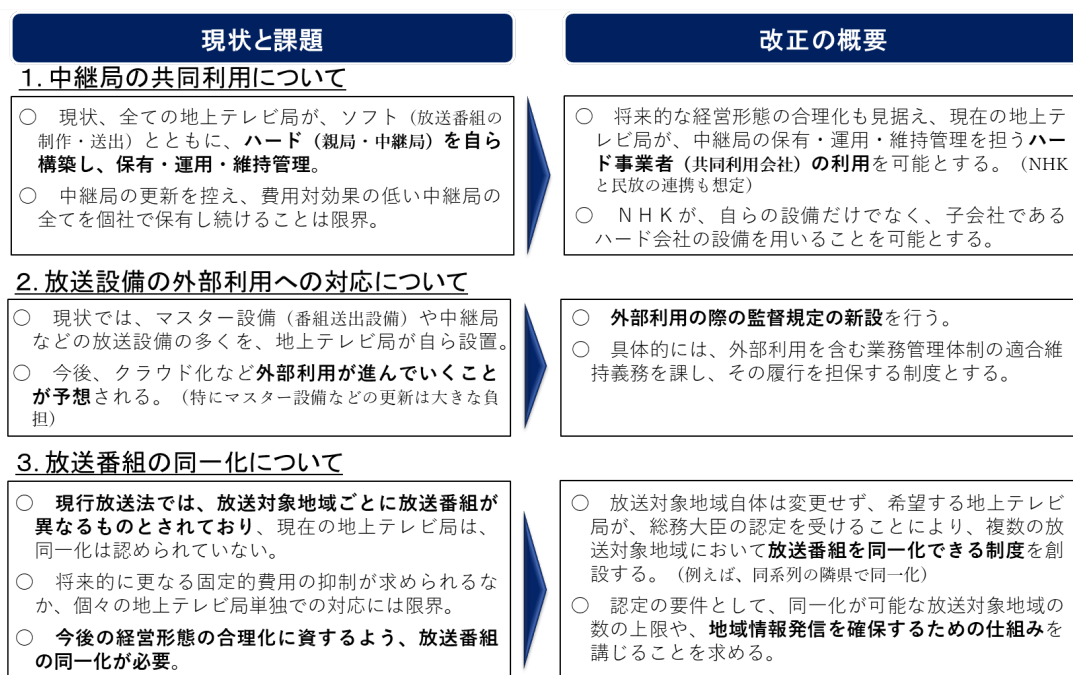 現状と課題
改正の概要
１．中継局の共同利用について
○　現状、全ての地上テレビ局が、ソフト（放送番組の
制作・送出）とともに、ハード（親局・中継局）を自ら
構築し、保有・運用・維持管理。
○　中継局の更新を控え、費用対効果の低い中継局の
全てを個社で保有し続けることは限界。
○　将来的な経営形態の合理化も見据え、現在の地上テ
レビ局が、中継局の保有・運用・維持管理を担うハー
ド事業者（共同利用会社）の利用を可能とする。（NHK
と民放の連携も想定）
○　ＮＨＫが、自らの設備だけでなく、子会社である
ハード会社の設備を用いることを可能とする。
２．放送設備の外部利用への対応について
○　現状では、マスター設備（番組送出設備）や中継局
などの放送設備の多くを、地上テレビ局が自ら設置。
○　今後、クラウド化など外部利用が進んでいくこと
が予想される。（特にマスター設備などの更新は大きな負
担）
○　外部利用の際の監督規定の新設を行う。
○　具体的には、外部利用を含む業務管理体制の適合維
持義務を課し、その履行を担保する制度とする。
３．放送番組の同一化について
○　現行放送法では、放送対象地域ごとに放送番組が
異なるものとされており、現在の地上テレビ局は、
同一化は認められていない。
○　将来的に更なる固定的費用の抑制が求められるな
か、個々の地上テレビ局単独での対応には限界。
○　今後の経営形態の合理化に資するよう、放送番組
の同一化が必要。
○　放送対象地域自体は変更せず、希望する地上テレビ
局が、総務大臣の認定を受けることにより、複数の放
送対象地域において放送番組を同一化できる制度を創
設する。（例えば、同系列の隣県で同一化）
○　認定の要件として、同一化が可能な放送対象地域の
数の上限や、地域情報発信を確保するための仕組みを
講じることを求める。